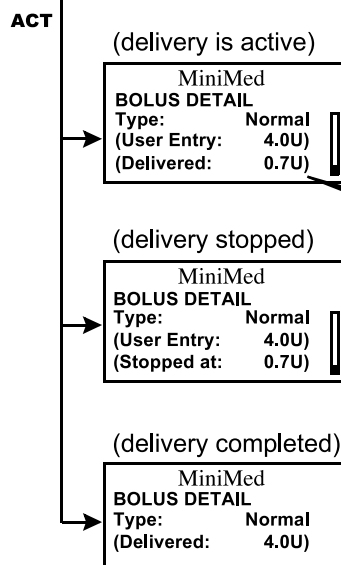 ACT
(delivery is active)
MiniMed
BOLUS DETAIL
Type: Normal
(User Entry: 4.0U)
(Delivered: 0.7U)
(delivery stopped)
MiniMed
BOLUS DETAIL
Type: Normal
(User Entry: 4.0U)
(Stopped at: 0.7U)
(delivery completed)
MiniMed
BOLUS DETAIL
Type: Normal
(Delivered: 4.0U)